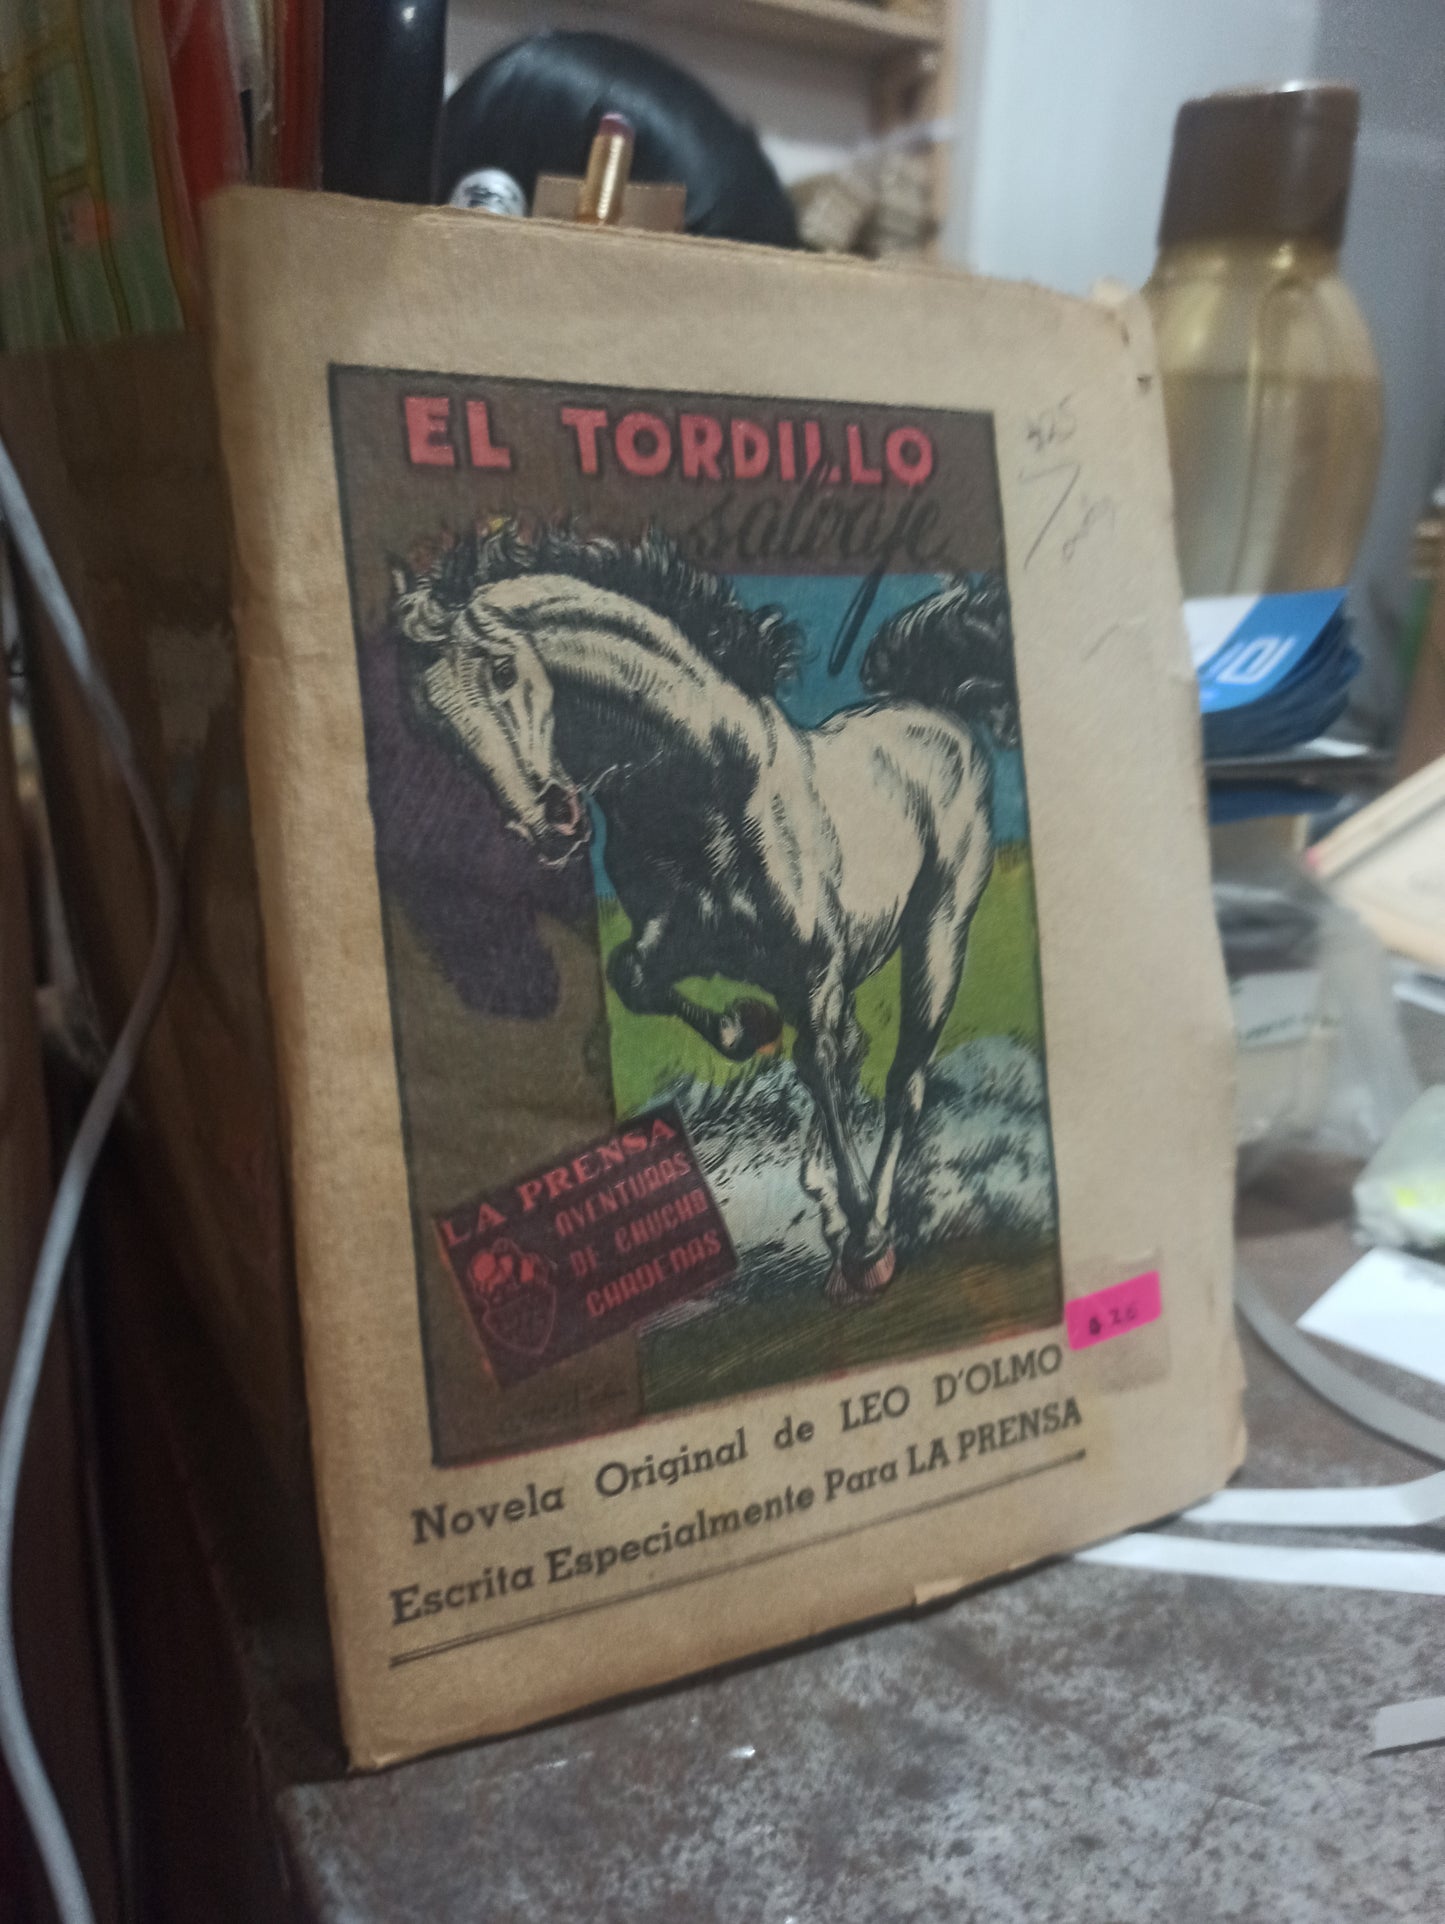 EL TORDILLO
salvaje
LA PRENSA
AVENTURAS
DE CHUCHO
CARDENAS
Novela Original de LEO D'OLMO
Escrita Especialmente Para LA PRENSA